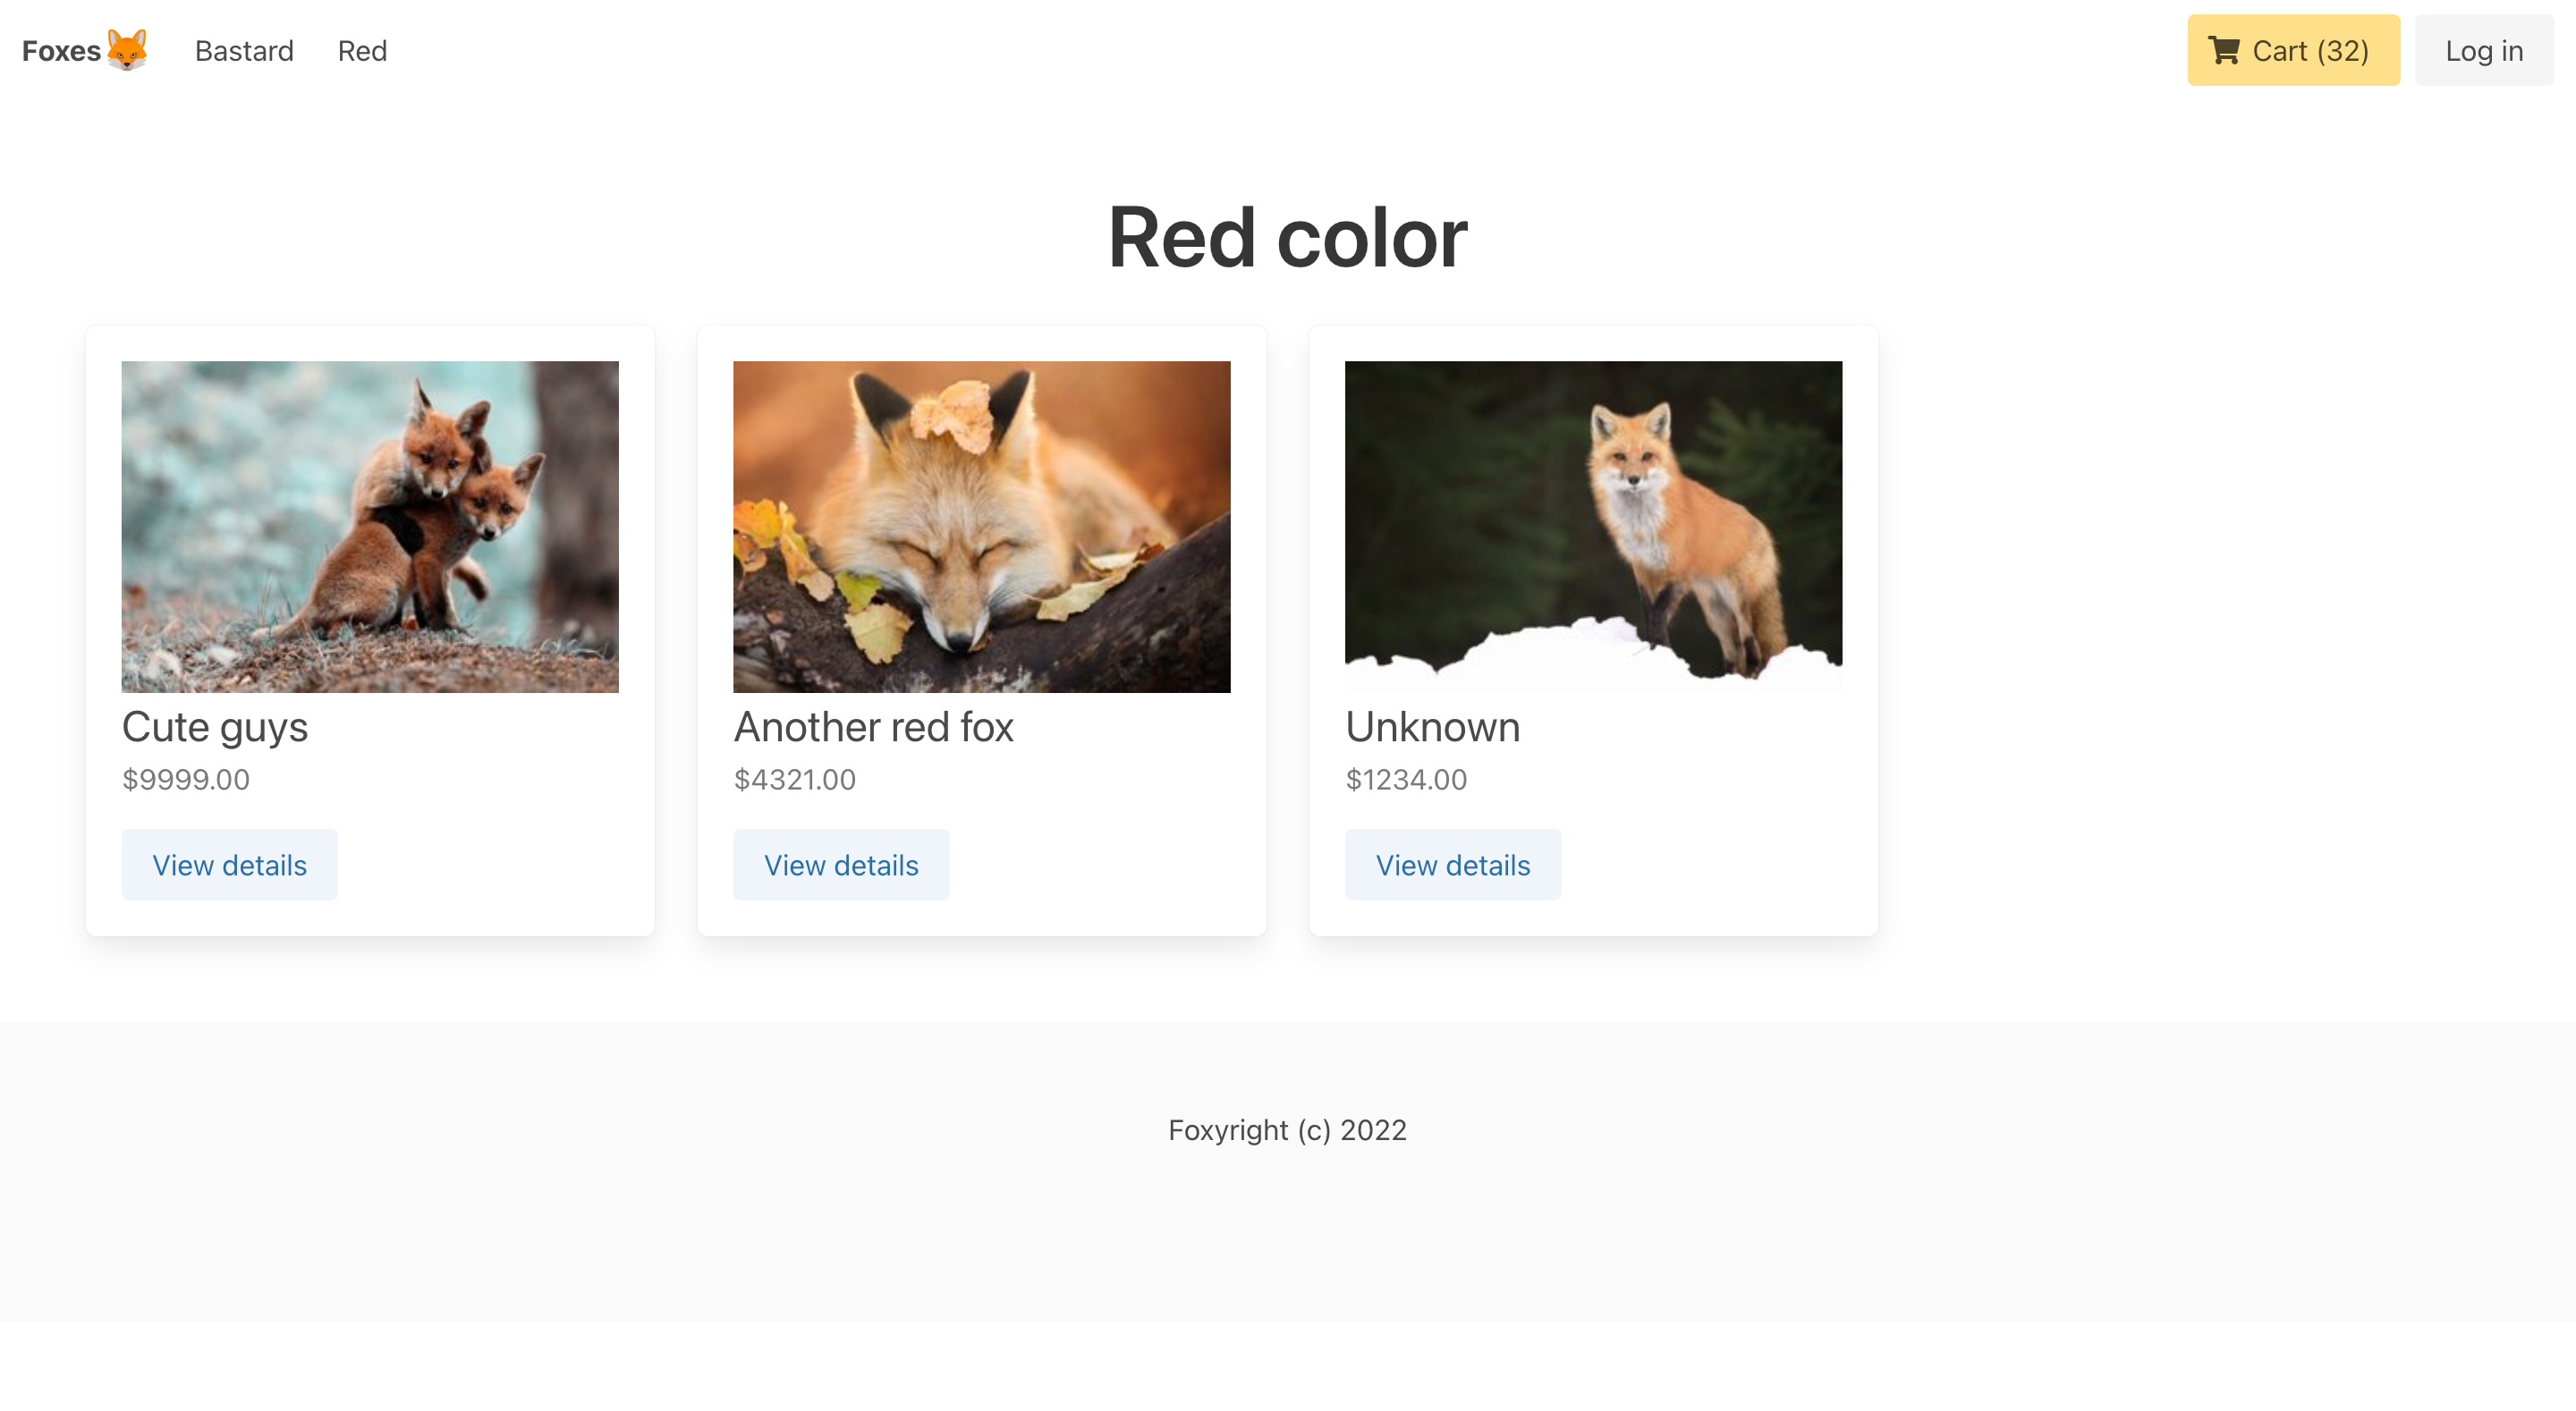 Foxes🦊 Bastard Red Cart (32) Log in
Red color
Cute guys
$9999.00
View details
Another red fox
$4321.00
View details
Unknown
$1234.00
View details
Foxyright (c) 2022